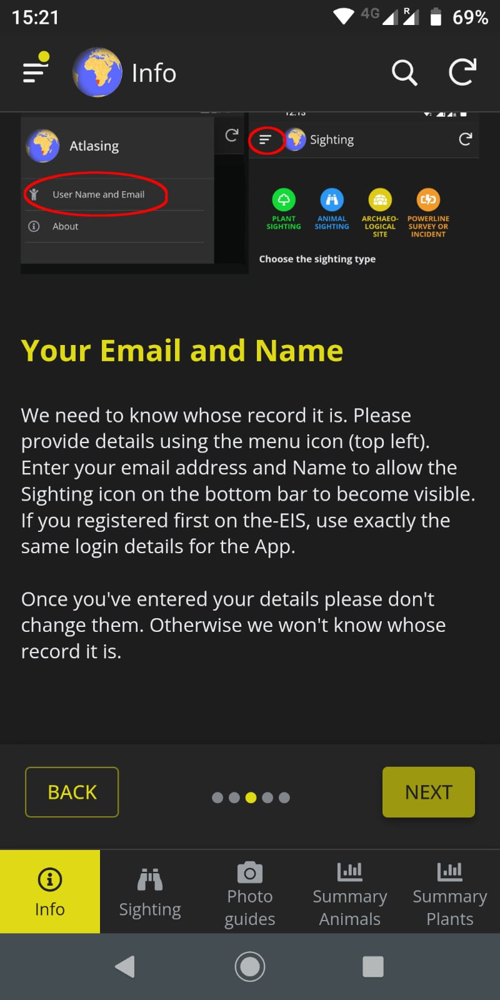 15:21
4G
R
69%
Info
Atlasing
User Name and Email
About
12:13
Sighting
PLANT
SIGHTING
ANIMAL
SIGHTING
ARCHAEO-
LOGICAL
SITE
POWERLINE
SURVEY OR
INCIDENT
Choose the sighting type
Your Email and Name
We need to know whose record it is. Please
provide details using the menu icon (top left).
Enter your email address and Name to allow the
Sighting icon on the bottom bar to become visible.
If you registered first on the-EIS, use exactly the
same login details for the App.
Once you've entered your details please don't
change them. Otherwise we won't know whose
record it is.
BACK
NEXT
Info
Sighting
Photo
guides
Summary
Animals
Summary
Plants